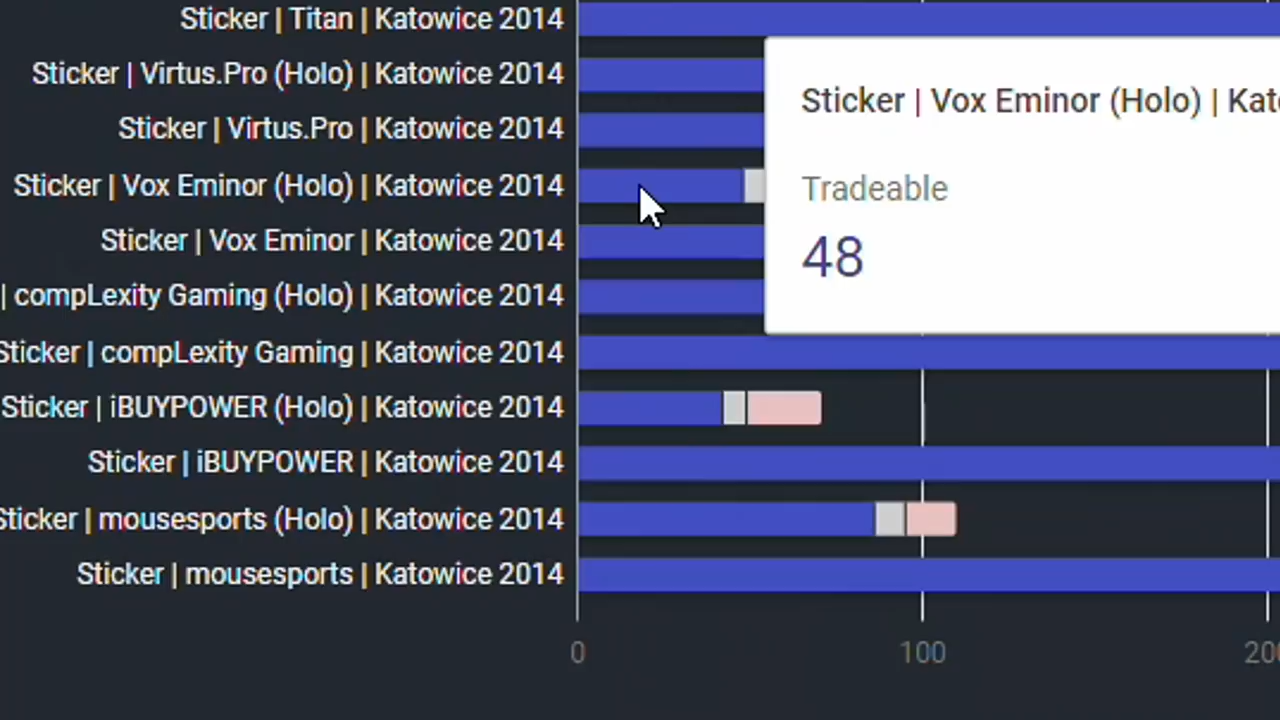 Sticker | Titan | Katowice 2014
Sticker | Virtus.Pro (Holo) | Katowice 2014
Sticker | Virtus.Pro | Katowice 2014
Sticker | Vox Eminor (Holo) | Katowice 2014
Sticker | Vox Eminor | Katowice 2014
| compLexity Gaming (Holo) | Katowice 2014
Sticker | compLexity Gaming | Katowice 2014
Sticker | iBUYPOWER (Holo) | Katowice 2014
Sticker | iBUYPOWER | Katowice 2014
Sticker | mousesports (Holo) | Katowice 2014
Sticker | mousesports | Katowice 2014
Sticker | Vox Eminor (Holo) | Kato
Tradeable
48
0
100
200